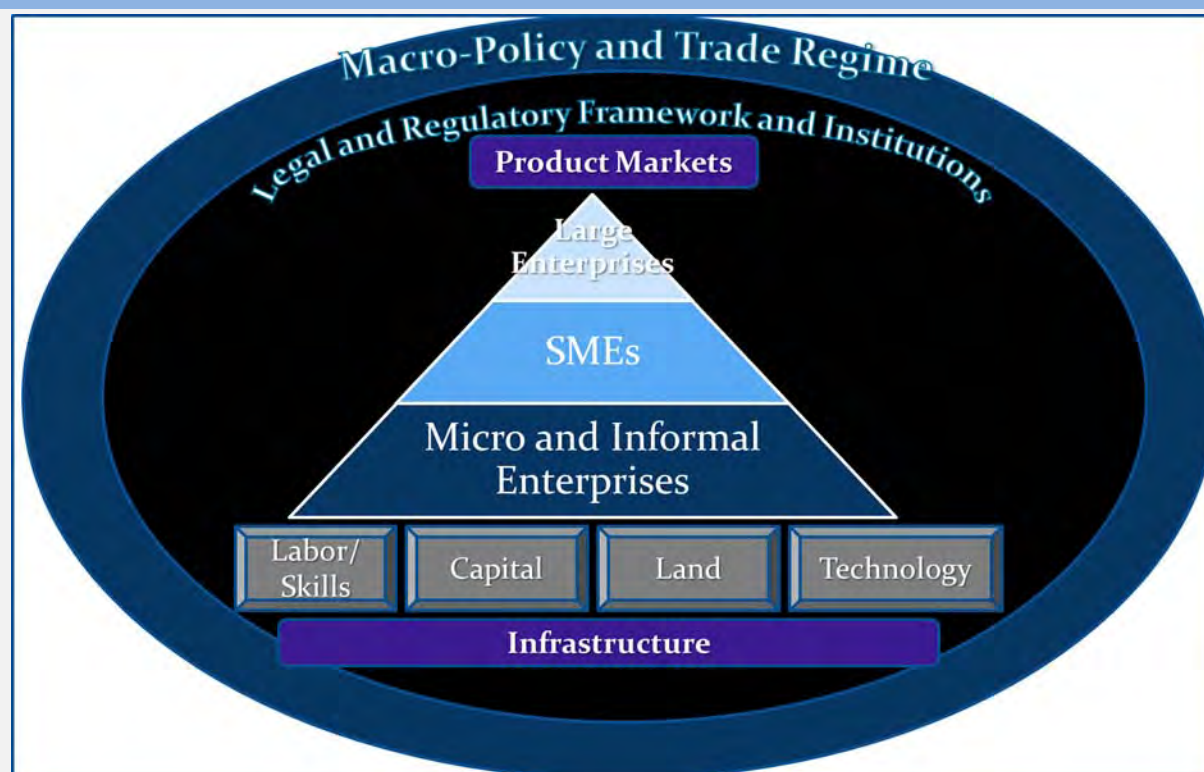 Macro-Policy and Trade Regime
Legal and Regulatory Framework and Institutions
Product Markets
Large
Enterprises
SMEs
Micro and Informal
Enterprises
Labor/
Skills
Capital
Land
Technology
Infrastructure